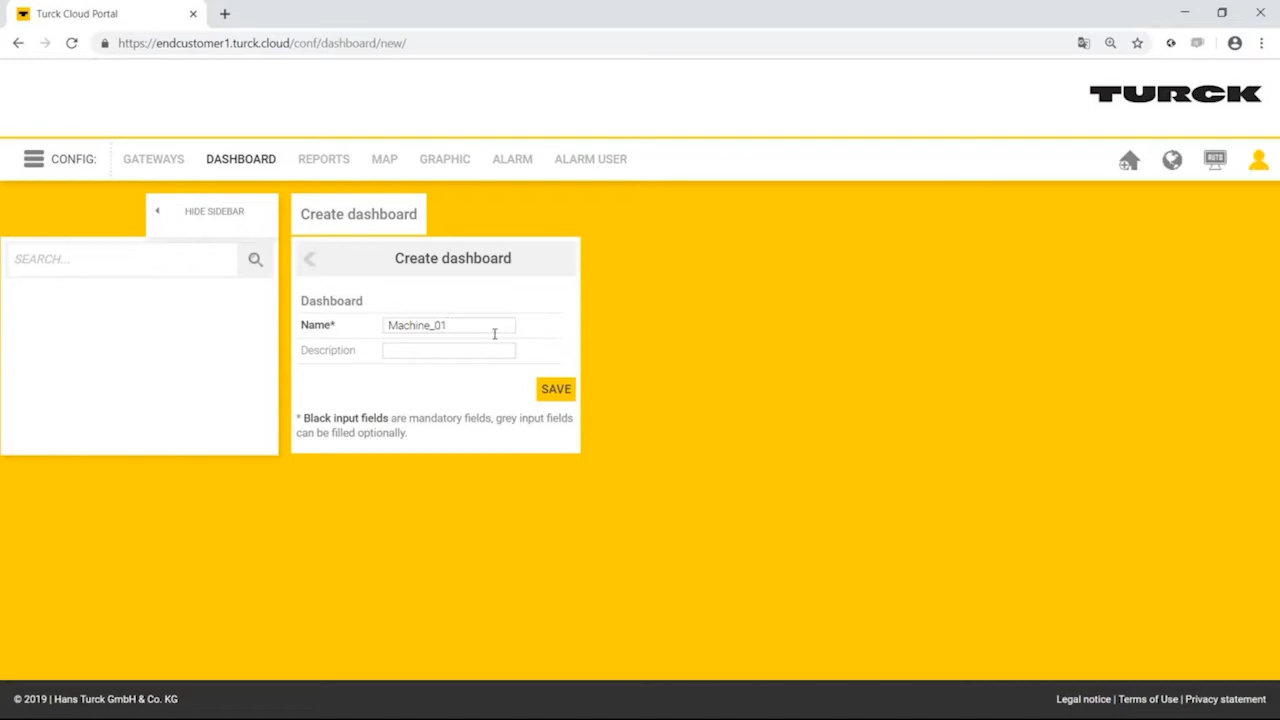 Turck Cloud Portal
https://endcustomer1.turck.cloud/conf/dashboard/new/
TURCK
CONFIG: GATEWAYS DASHBOARD REPORTS MAP GRAPHIC ALARM ALARM USER
AUTO
HIDE SIDEBAR
Create dashboard
SEARCH...
Create dashboard
Dashboard
Name* Machine_01
Description
SAVE
* Black input fields are mandatory fields, grey input fields
can be filled optionally.
© 2019 | Hans Turck GmbH & Co. KG
Legal notice | Terms of Use | Privacy statement